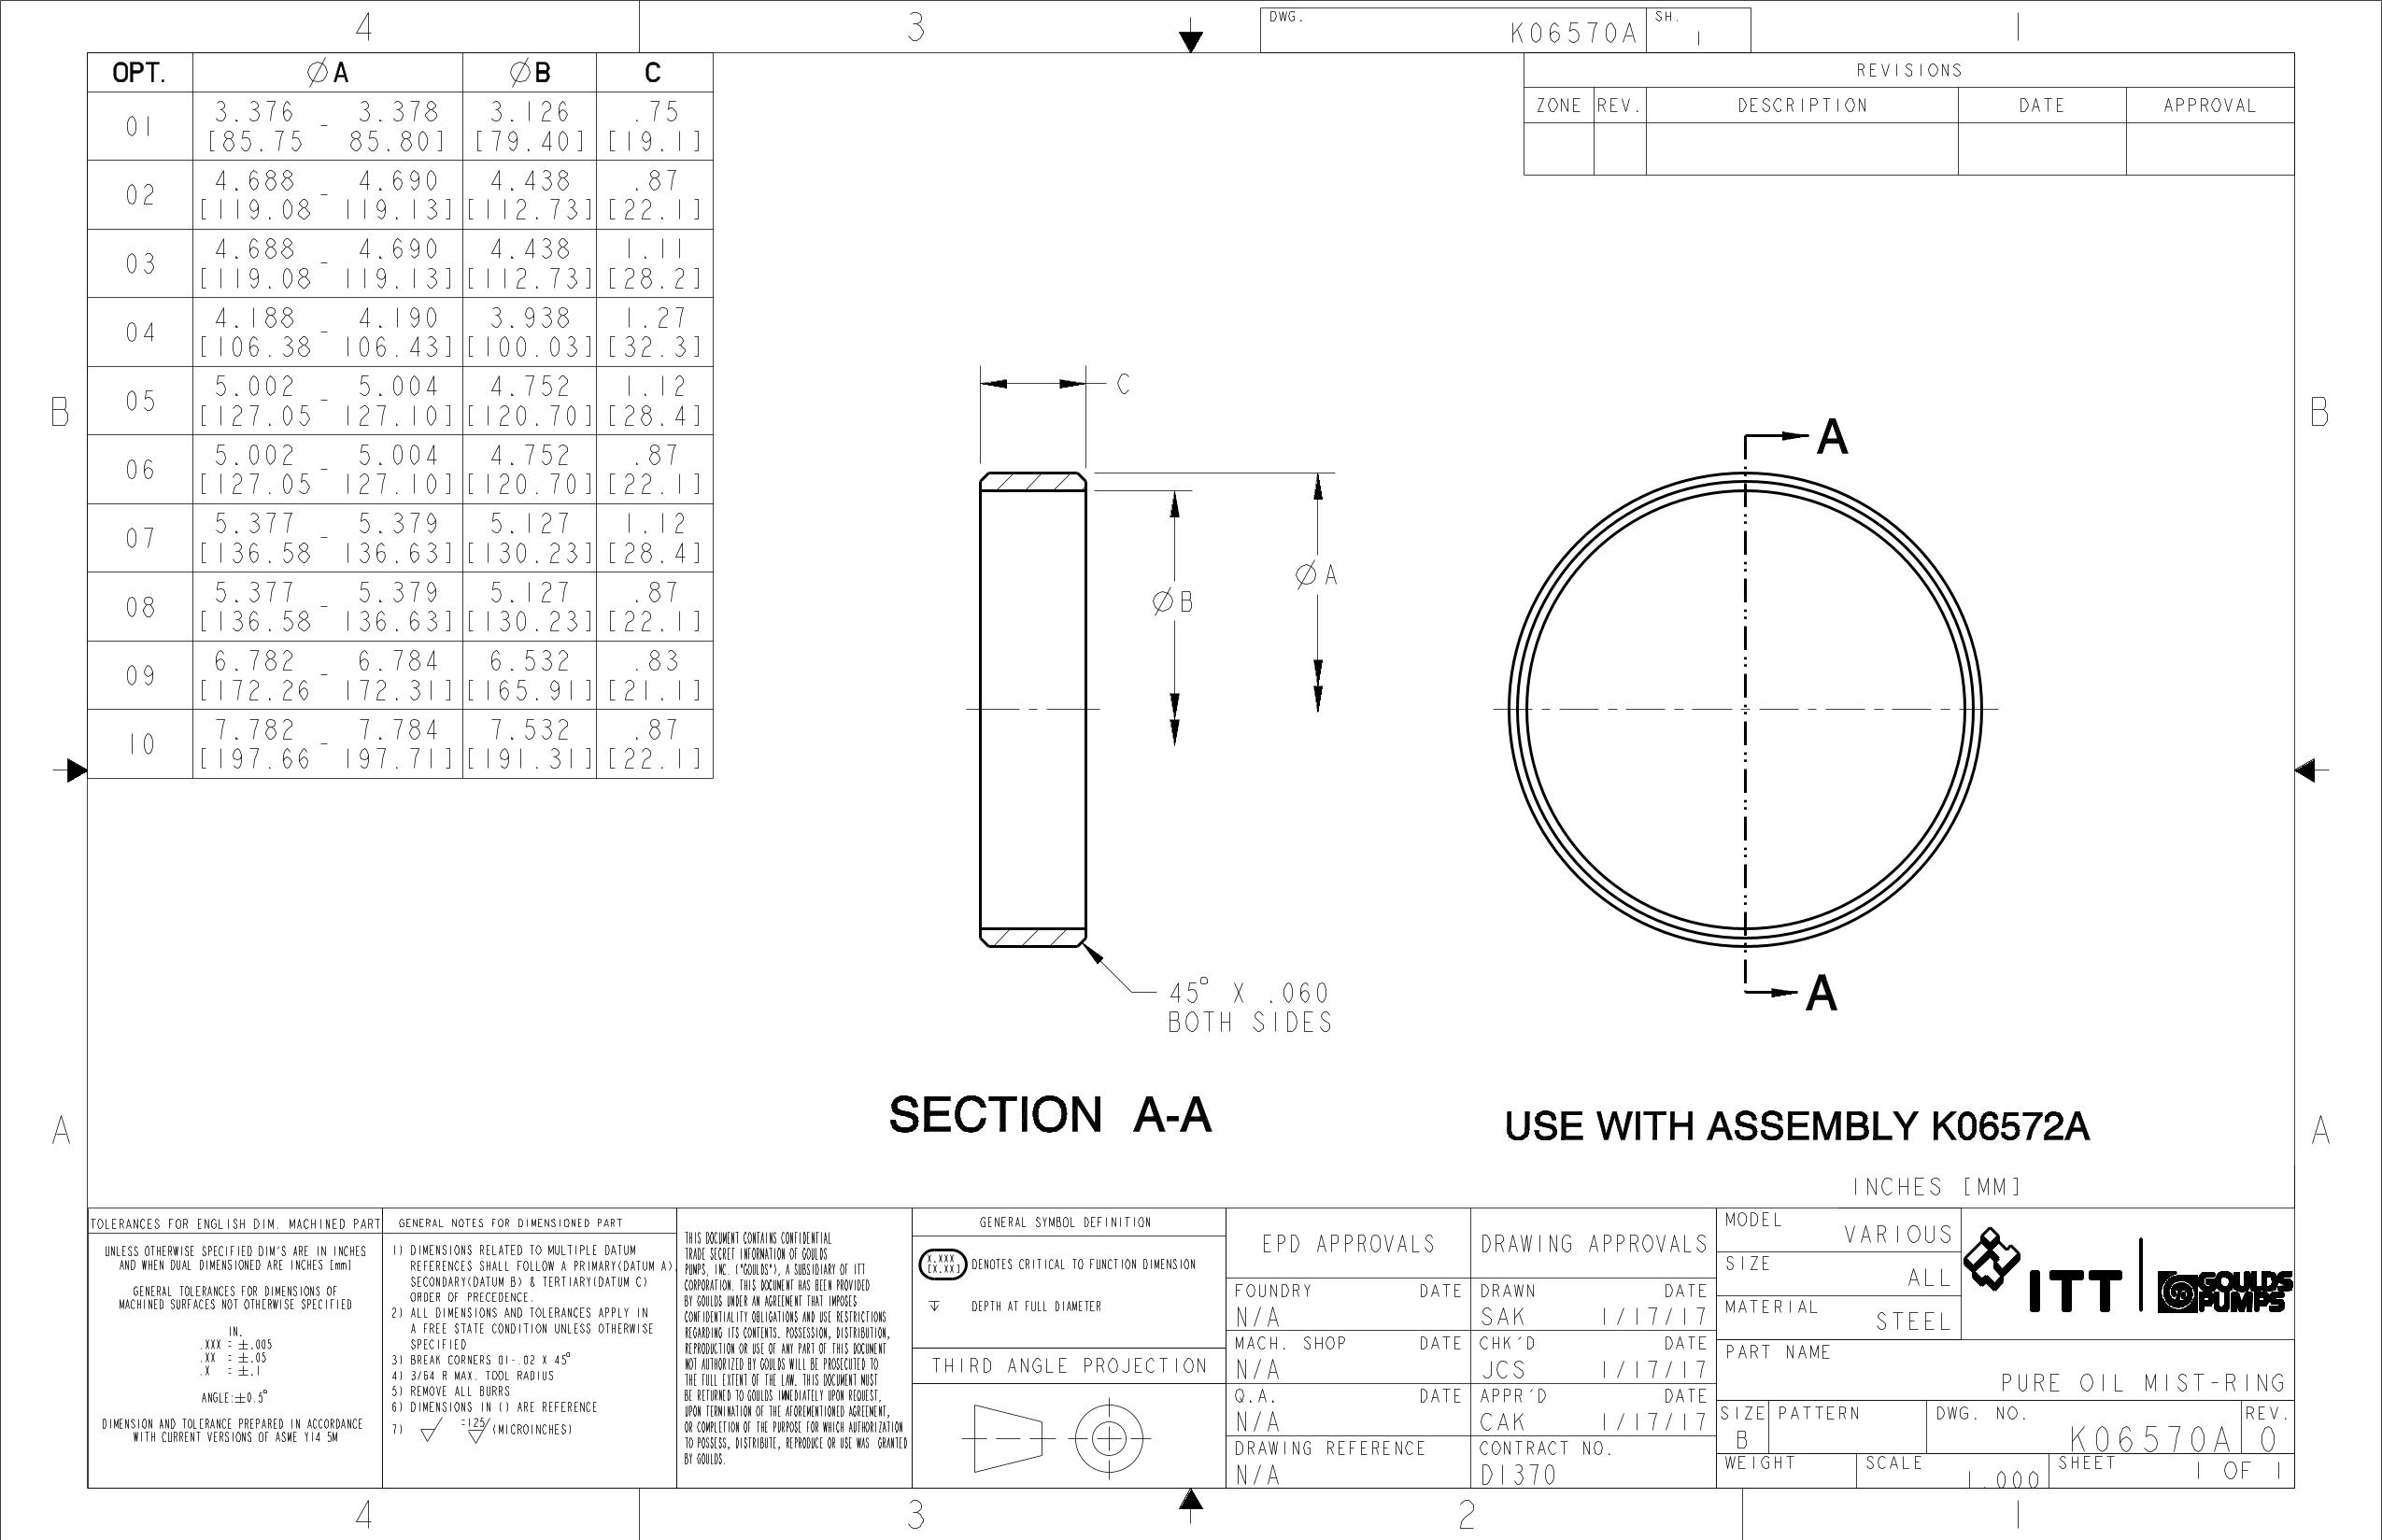 4
3
DWG.
K06570A
SH.
1
1
OPT. ØA ØB C
01 3.376 - 3.378 3.126 .75
[85.75 85.80] [79.40] [19.1]
02 4.688 - 4.690 4.438 .87
[119.08 119.13] [112.73] [22.1]
03 4.688 - 4.690 4.438 1.11
[119.08 119.13] [112.73] [28.2]
04 4.188 - 4.190 3.938 1.27
[106.38 106.43] [100.03] [32.3]
05 5.002 - 5.004 4.752 1.12
[127.05 127.10] [120.70] [28.4]
06 5.002 - 5.004 4.752 .87
[127.05 127.10] [120.70] [22.1]
07 5.377 - 5.379 5.127 1.12
[136.58 136.63] [130.23] [28.4]
08 5.377 - 5.379 5.127 .87
[136.58 136.63] [130.23] [22.1]
09 6.782 - 6.784 6.532 .83
[172.26 172.31] [165.91] [21.1]
10 7.782 - 7.784 7.532 .87
[197.66 197.71] [191.31] [22.1]
REVISIONS
ZONE REV. DESCRIPTION DATE APPROVAL
B
B
C
A
ØA
ØB
A
45° X .060
BOTH SIDES
SECTION A-A
USE WITH ASSEMBLY K06572A
A
A
INCHES [MM]
TOLERANCES FOR ENGLISH DIM. MACHINED PART
UNLESS OTHERWISE SPECIFIED DIM'S ARE IN INCHES
AND WHEN DUAL DIMENSIONED ARE INCHES [mm]
GENERAL TOLERANCES FOR DIMENSIONS OF
MACHINED SURFACES NOT OTHERWISE SPECIFIED
IN.
.XXX = ±.005
.XX = ±.05
.X = ±.1
ANGLE:±0.5°
DIMENSION AND TOLERANCE PREPARED IN ACCORDANCE
WITH CURRENT VERSIONS OF ASME Y14 5M
GENERAL NOTES FOR DIMENSIONED PART
1) DIMENSIONS RELATED TO MULTIPLE DATUM
REFERENCES SHALL FOLLOW A PRIMARY(DATUM A),
SECONDARY(DATUM B) & TERTIARY(DATUM C)
ORDER OF PRECEDENCE.
2) ALL DIMENSIONS AND TOLERANCES APPLY IN
A FREE STATE CONDITION UNLESS OTHERWISE
SPECIFIED
3) BREAK CORNERS 01-.02 X 45°
4) 3/64 R MAX. TOOL RADIUS
5) REMOVE ALL BURRS
6) DIMENSIONS IN () ARE REFERENCE
7) =125 (MICROINCHES)
THIS DOCUMENT CONTAINS CONFIDENTIAL
TRADE SECRET INFORMATION OF GOULDS
PUMPS, INC. ("GOULDS"), A SUBSIDIARY OF ITT
CORPORATION. THIS DOCUMENT HAS BEEN PROVIDED
BY GOULDS UNDER AN AGREEMENT THAT IMPOSES
CONFIDENTIALITY OBLIGATIONS AND USE RESTRICTIONS
REGARDING ITS CONTENTS. POSSESSION, DISTRIBUTION,
REPRODUCTION OR USE OF ANY PART OF THIS DOCUMENT
NOT AUTHORIZED BY GOULDS WILL BE PROSECUTED TO
THE FULL EXTENT OF THE LAW. THIS DOCUMENT MUST
BE RETURNED TO GOULDS IMMEDIATELY UPON REQUEST,
UPON TERMINATION OF THE AFOREMENTIONED AGREEMENT,
OR COMPLETION OF THE PURPOSE FOR WHICH AUTHORIZATION
TO POSSESS, DISTRIBUTE, REPRODUCE OR USE WAS GRANTED
BY GOULDS.
GENERAL SYMBOL DEFINITION
X.XXX
[X.XX]
DENOTES CRITICAL TO FUNCTION DIMENSION
DEPTH AT FULL DIAMETER
THIRD ANGLE PROJECTION
EPD APPROVALS
FOUNDRY DATE
N/A
MACH. SHOP DATE
N/A
Q.A. DATE
N/A
DRAWING REFERENCE
N/A
DRAWING APPROVALS
DRAWN DATE
SAK 1/17/17
CHK'D DATE
JCS 1/17/17
APPR'D DATE
CAK 1/17/17
CONTRACT NO.
D1370
MODEL
VARIOUS
SIZE
ALL
MATERIAL
STEEL
ITT
GOULDS
PUMPS
PART NAME
PURE OIL MIST-RING
SIZE PATTERN DWG. NO. REV.
B K06570A 0
WEIGHT SCALE SHEET
1.000 1 OF 1
4
3
2
1